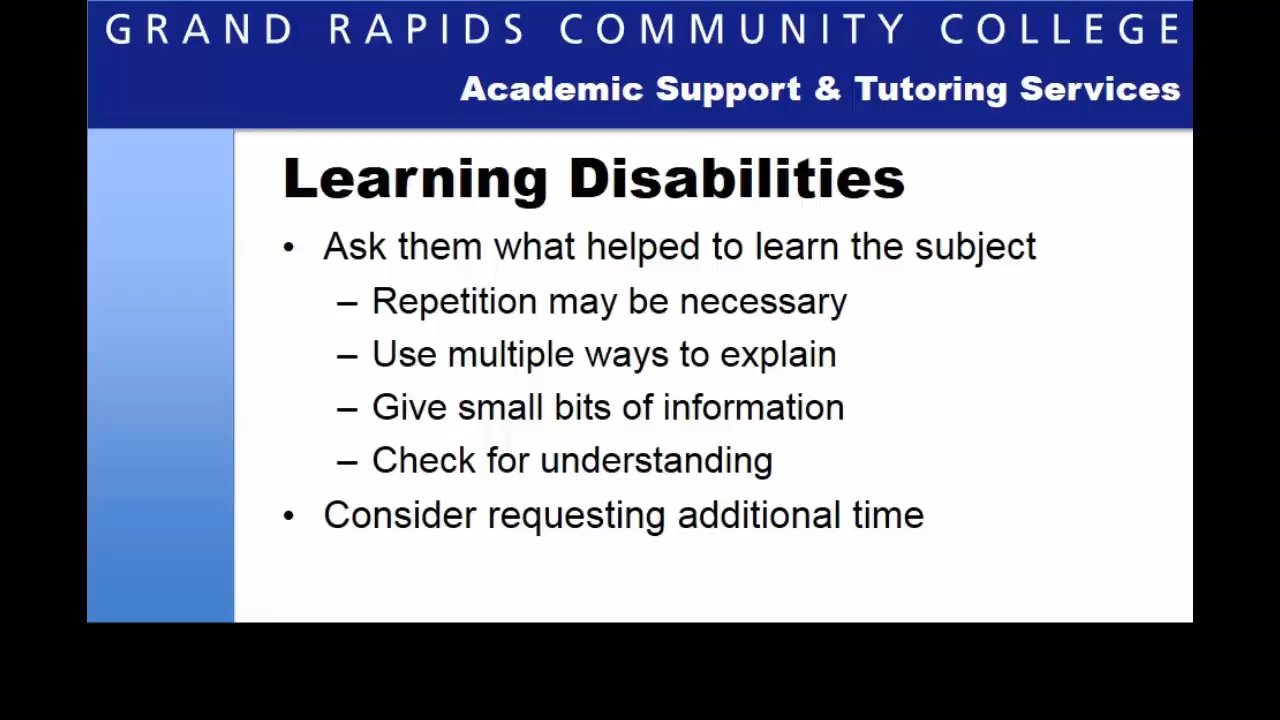 GRAND RAPIDS COMMUNITY COLLEGE
Academic Support & Tutoring Services
Learning Disabilities
• Ask them what helped to learn the subject
– Repetition may be necessary
– Use multiple ways to explain
– Give small bits of information
– Check for understanding
• Consider requesting additional time